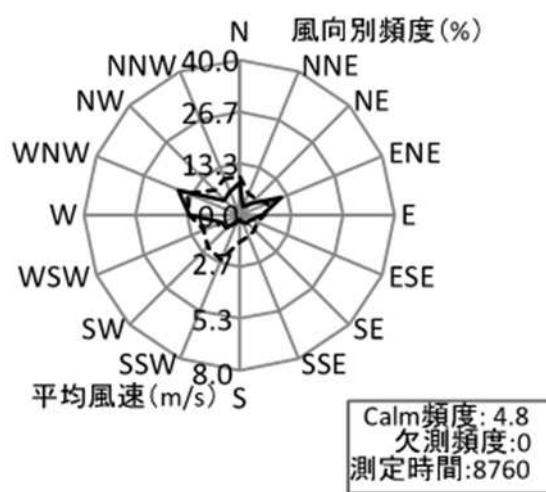 N 風向別頻度(%)
NNW 40.0 NNE
NW 26.7 NE
WNW 13.3 ENE
W 0.0 E
WSW 2.7 ESE
SW 5.3 SE
SSW 8.0 SSE
平均風速(m/s) S
Calm頻度: 4.8
欠測頻度:0
測定時間:8760